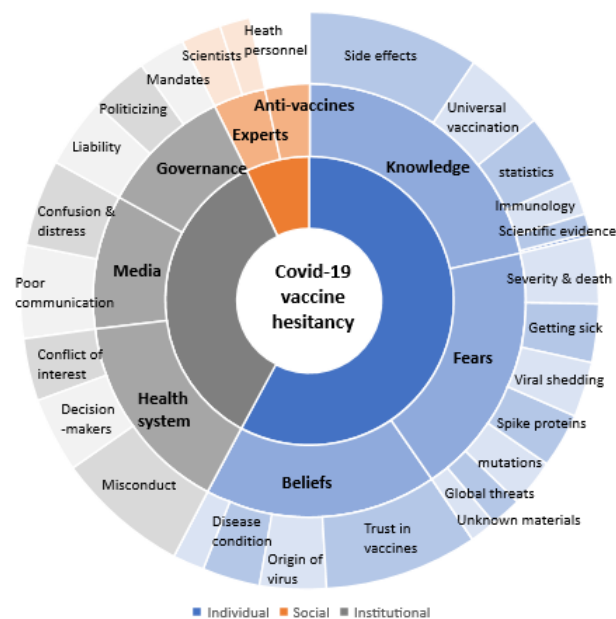 Heath
personnel
Scientists
Mandates
Politicizing
Liability
Confusion &
distress
Poor
communication
Conflict of
interest
Decision
-makers
Misconduct
Side effects
Universal
vaccination
statistics
Immunology
Scientific evidence
Severity & death
Getting sick
Viral shedding
Spike proteins
mutations
Global threats
Unknown materials
Trust in
vaccines
Origin of
virus
Disease
condition
Anti-vaccines
Experts
Governance
Media
Health
system
Knowledge
Fears
Beliefs
Covid-19
vaccine
hesitancy
Individual Social Institutional